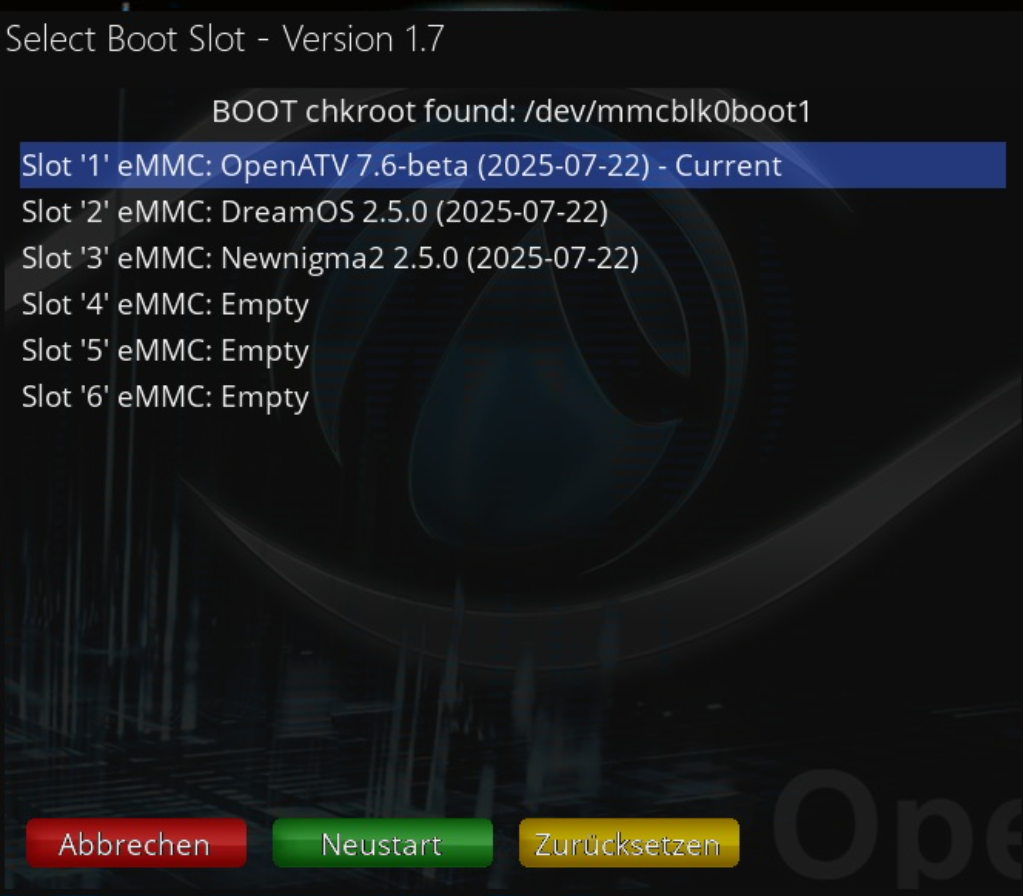 Select Boot Slot - Version 1.7
BOOT chkroot found: /dev/mmcblk0boot1
Slot '1' eMMC: OpenATV 7.6-beta (2025-07-22) - Current
Slot '2' eMMC: DreamOS 2.5.0 (2025-07-22)
Slot '3' eMMC: Newnigma2 2.5.0 (2025-07-22)
Slot '4' eMMC: Empty
Slot '5' eMMC: Empty
Slot '6' eMMC: Empty
Ope
Abbrechen Neustart Zurücksetzen